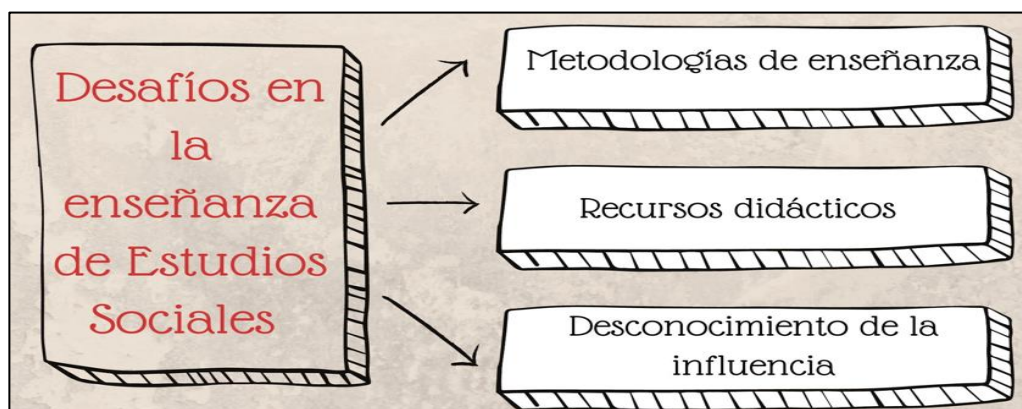 Desafíos en
la
enseñanza
de Estudios
Sociales
Metodologías de enseñanza
Recursos didácticos
Desconocimiento de la
influencia